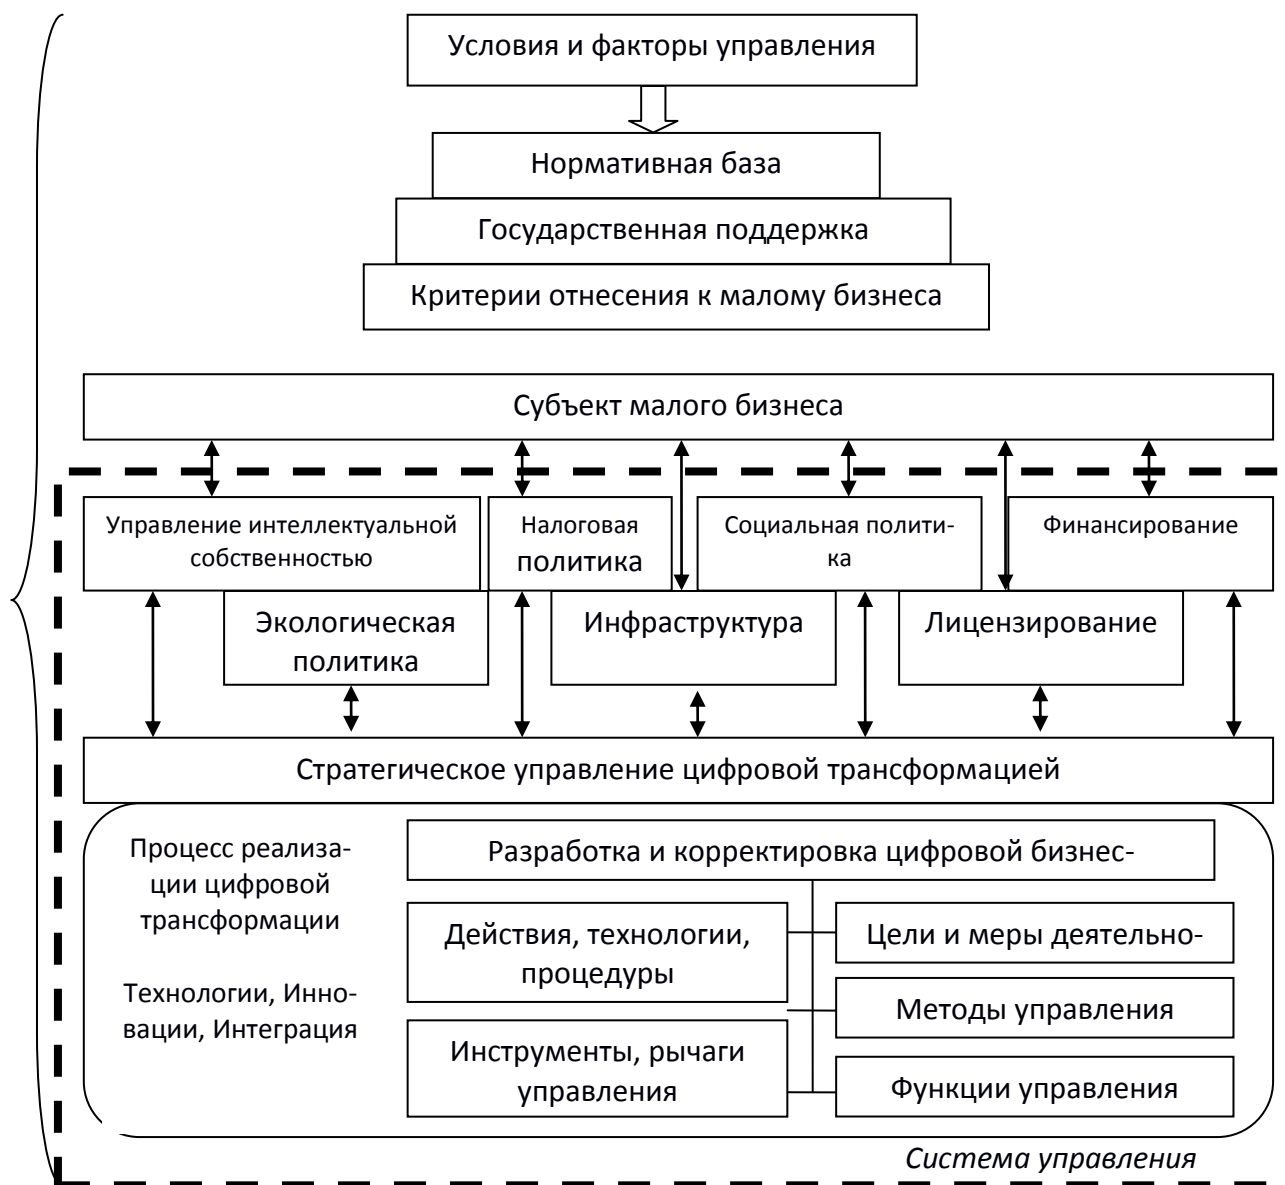 Условия и факторы управления
Нормативная база
Государственная поддержка
Критерии отнесения к малому бизнеса
Субъект малого бизнеса
Управление интеллектуальной
собственностью
Налоговая
политика
Социальная полити-
ка
Финансирование
Экологическая
политика
Инфраструктура
Лицензирование
Стратегическое управление цифровой трансформацией
Процесс реализа-
ции цифровой
трансформации
Технологии, Инно-
вации, Интеграция
Разработка и корректировка цифровой бизнес-
Действия, технологии,
процедуры
Цели и меры деятельно-
Методы управления
Инструменты, рычаги
управления
Функции управления
Система управления